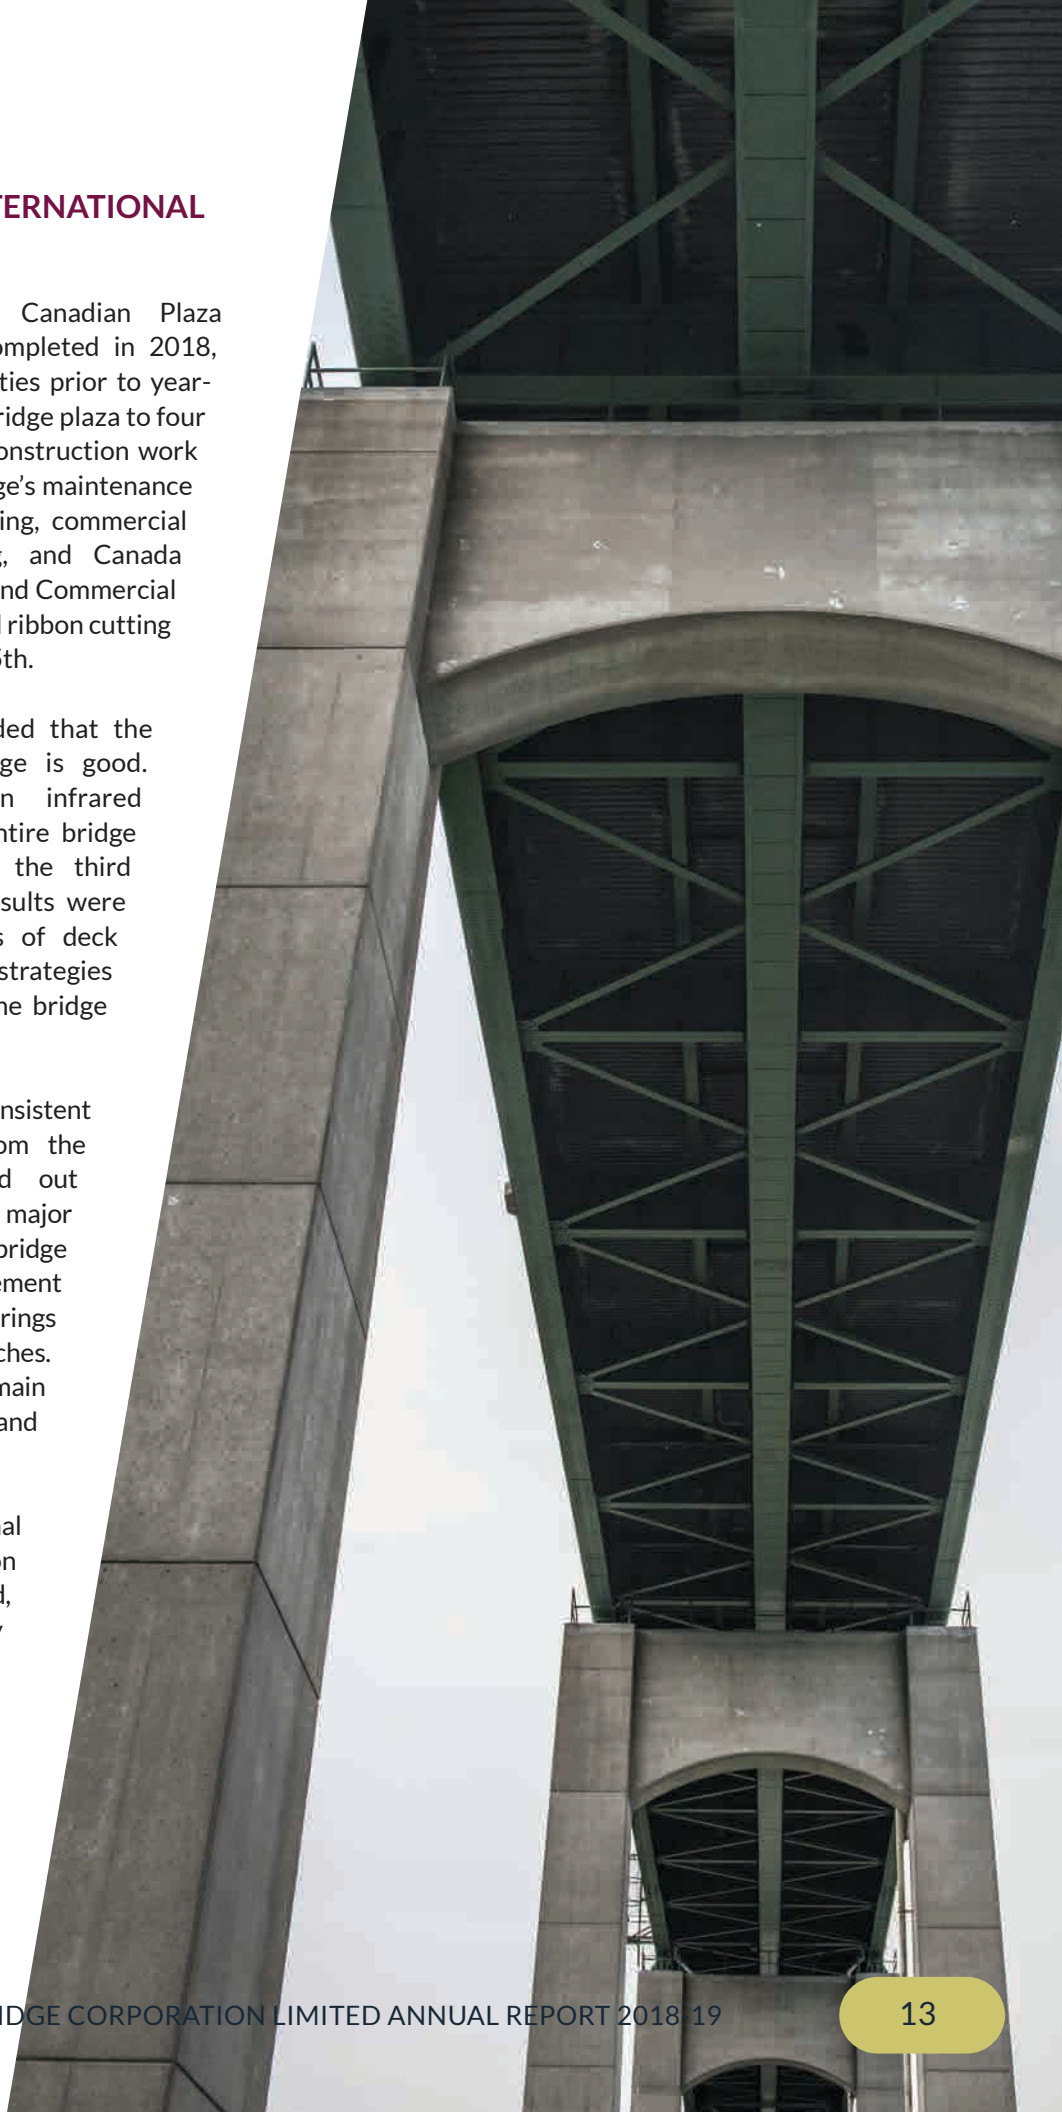 TERNATIONAL
Canadian Plaza
ompleted in 2018,
ties prior to year-
ridge plaza to four
onstruction work
ge's maintenance
ing, commercial
, and Canada
nd Commercial
ribbon cutting
5th.
ded that the
ge is good.
n infrared
ntire bridge
the third
sults were
s of deck
strategies
he bridge
nsistent
om the
d out
major
bridge
ement
rings
ches.
main
and
al
on
d,
y
IDGE CORPORATION LIMITED ANNUAL REPORT 2018-19
13